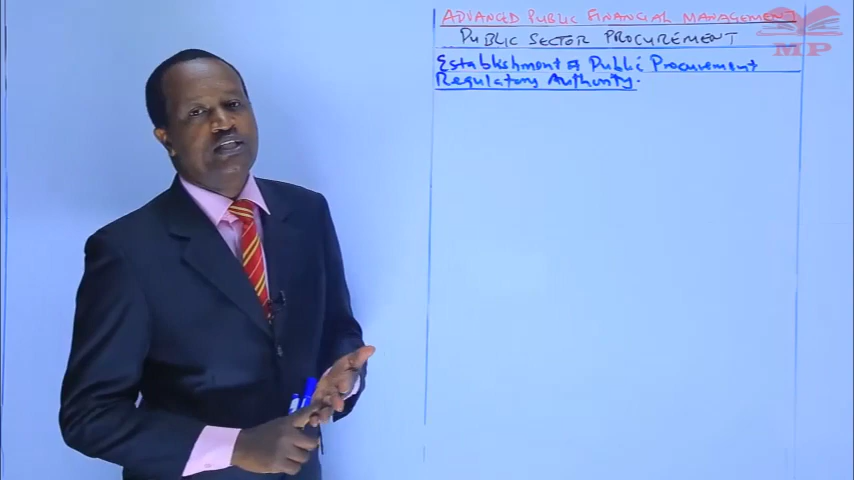 ADVANCED PUBLIC FINANCIAL MANAGEMENT
PUBLIC SECTOR PROCUREMENT
Establishment of Public Procurement
Regulatory Authority.
MP